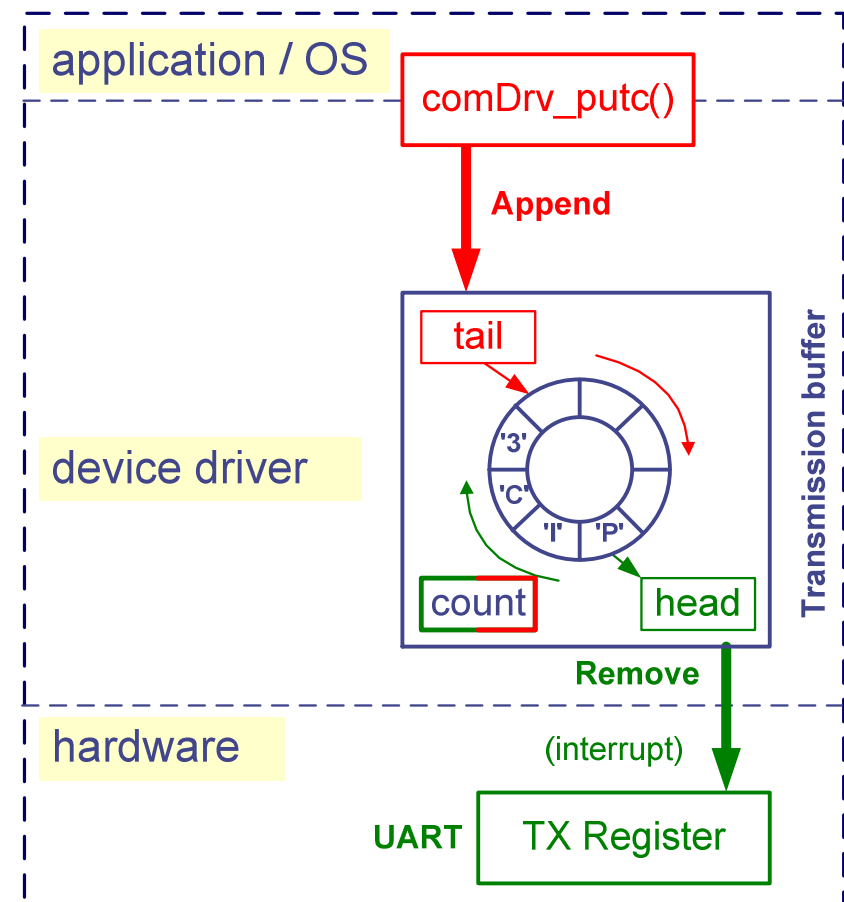 application / OS
comDrv_putc()
Append
tail
'3'
'C'
'I'
'P'
count
head
Transmission buffer
device driver
Remove
hardware
(interrupt)
UART
TX Register